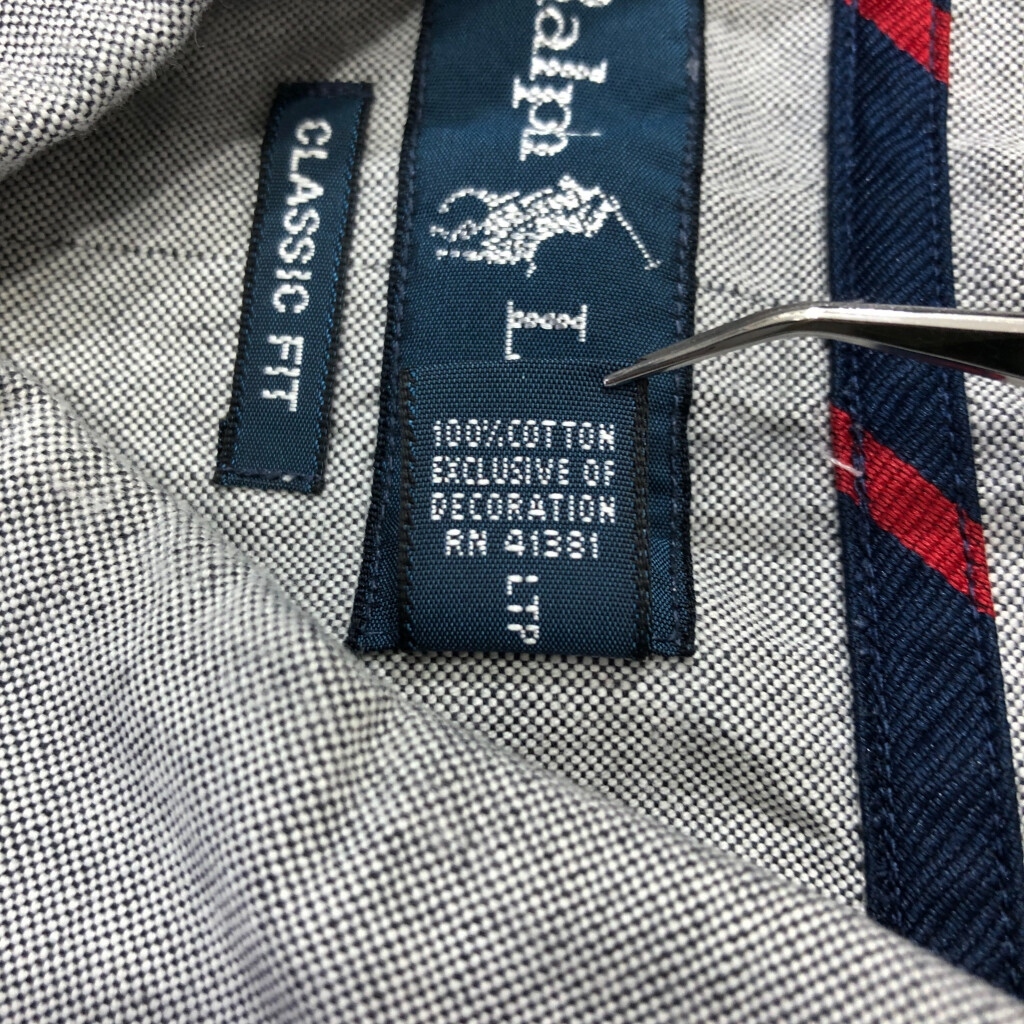 CLASSIC FIT
Ralph
L
100% COTTON
EXCLUSIVE OF
DECORATION
RN 41381
LTP